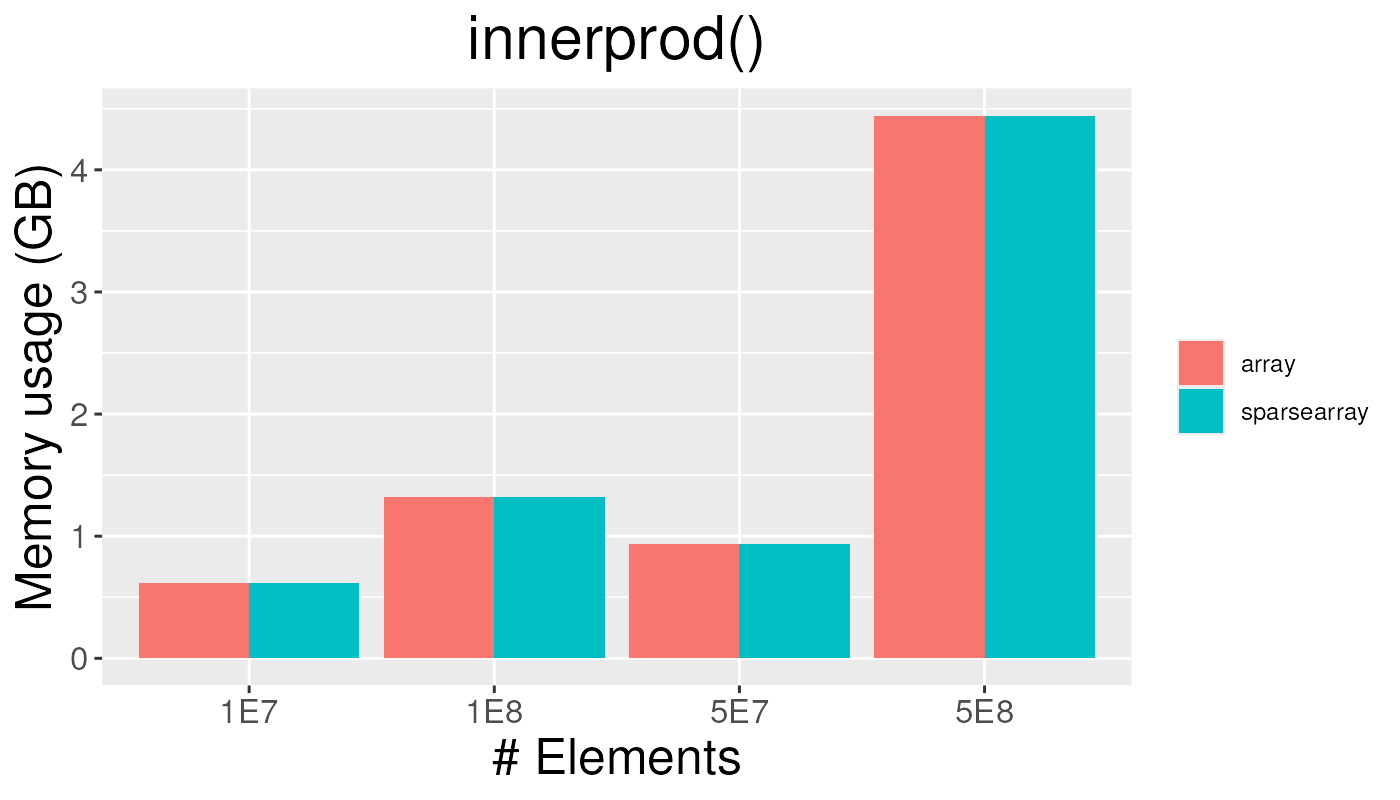 innerprod()
Memory usage (GB)
4
3
2
1
0
1E7 1E8 5E7 5E8
# Elements
array
sparsearray